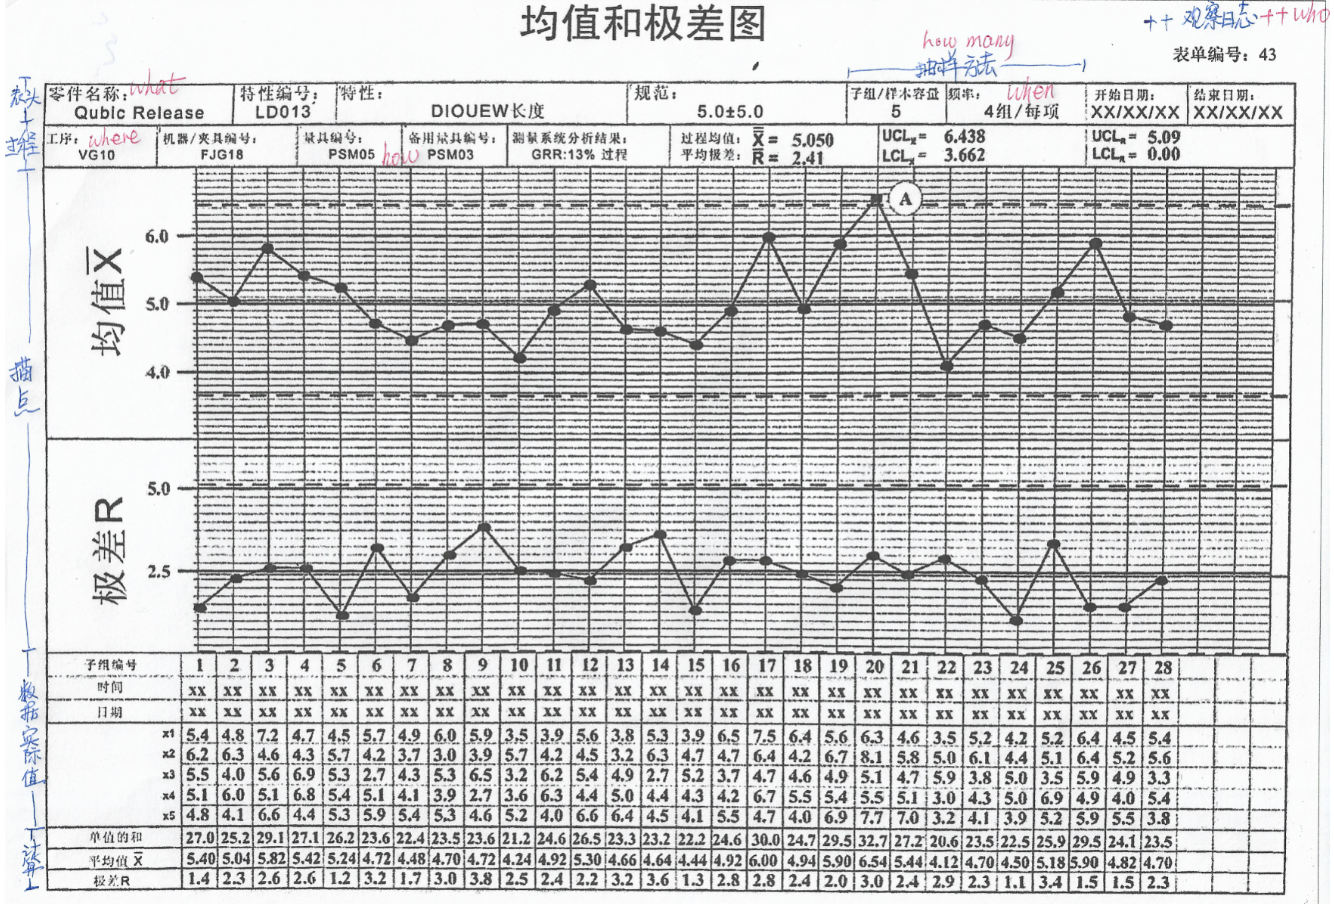 均值和极差图
++ 观察日志 ++ who
how many
抽样方法
表单编号：43
表头
what
when
零件名称： 特性编号： 特性： 规范： 子组/样本容量 频率： 开始日期： 结束日期：
Qubic Release LD013 DIOUEW长度 5.0±5.0 5 4组/每项 XX/XX/XX XX/XX/XX
where
how
工序： 机器/夹具编号： 量具编号： 备用量具编号： 测量系统分析结果： 过程均值： X̿ = 5.050 UCLx= 6.438 UCLR= 5.09
VG10 FJG18 PSM05 PSM03 GRR:13% 过程 平均极差： R̄ = 2.41 LCLx= 3.662 LCLR= 0.00
A
均值X̄
6.0
5.0
4.0
描点
极差R
5.0
2.5
数据实际值
子组编号 1 2 3 4 5 6 7 8 9 10 11 12 13 14 15 16 17 18 19 20 21 22 23 24 25 26 27 28
时间 xx xx xx xx xx xx xx xx xx xx xx xx xx xx xx xx xx xx xx xx xx xx xx xx xx xx xx xx
日期 xx xx xx xx xx xx xx xx xx xx xx xx xx xx xx xx xx xx xx xx xx xx xx xx xx xx xx xx
x1 5.4 4.8 7.2 4.7 4.5 5.7 4.9 6.0 5.9 3.5 3.9 5.6 3.8 5.3 3.9 6.5 7.5 6.4 5.6 6.3 4.6 3.5 5.2 4.2 5.2 6.4 4.5 5.4
x2 6.2 6.3 4.6 4.3 5.7 4.2 3.7 3.0 3.9 5.7 4.2 4.5 3.2 6.3 4.7 4.7 6.4 4.2 6.7 8.1 5.8 5.0 6.1 4.4 5.1 6.4 5.2 5.6
x3 5.5 4.0 5.6 6.9 5.3 2.7 4.3 5.3 6.5 3.2 6.2 5.4 4.9 2.7 5.2 3.7 4.7 4.6 4.9 5.1 4.7 5.9 3.8 5.0 3.5 5.9 4.9 3.3
x4 5.1 6.0 5.1 6.8 5.4 5.1 4.1 3.9 2.7 3.6 6.3 4.4 5.0 4.4 4.3 4.2 6.7 5.5 5.4 5.5 5.1 3.0 4.3 5.0 6.9 4.9 4.0 5.4
x5 4.8 4.1 6.6 4.4 5.3 5.9 5.4 5.3 4.6 5.2 4.0 6.6 6.4 4.5 4.1 5.5 4.7 4.0 6.9 7.7 7.0 3.2 4.1 3.9 5.2 5.9 5.5 3.8
单值的和 27.0 25.2 29.1 27.1 26.2 23.6 22.4 23.5 23.6 21.2 24.6 26.5 23.3 23.2 22.2 24.6 30.0 24.7 29.5 32.7 27.2 20.6 23.5 22.5 25.9 29.5 24.1 23.5
平均值 X̄ 5.40 5.04 5.82 5.42 5.24 4.72 4.48 4.70 4.72 4.24 4.92 5.30 4.66 4.64 4.44 4.92 6.00 4.94 5.90 6.54 5.44 4.12 4.70 4.50 5.18 5.90 4.82 4.70
极差R 1.4 2.3 2.6 2.6 1.2 3.2 1.7 3.0 3.8 2.5 2.4 2.2 3.2 3.6 1.3 2.8 2.8 2.4 2.0 3.0 2.4 2.9 2.3 1.1 3.4 1.5 1.5 2.3